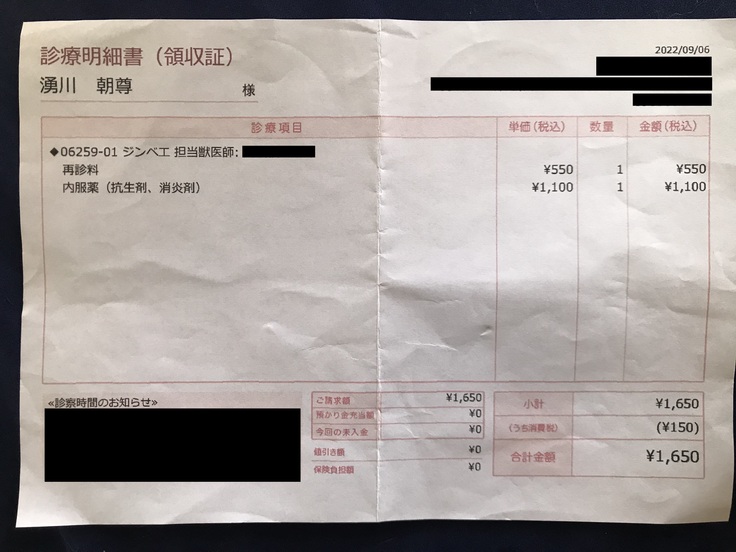 2022/09/06
診療明細書（領収証）
湧川 朝尊 様
診療項目 単価(税込) 数量 金額(税込)
◆06259-01 ジンベエ 担当獣医師:
再診料 ¥550 1 ¥550
内服薬（抗生剤、消炎剤） ¥1,100 1 ¥1,100
≪診察時間のお知らせ≫
ご請求額 ¥1,650
預かり金充当額 ¥0
今回の未入金 ¥0
値引き額 ¥0
保険負担額 ¥0
小計 ¥1,650
(うち消費税) (¥150)
合計金額 ¥1,650